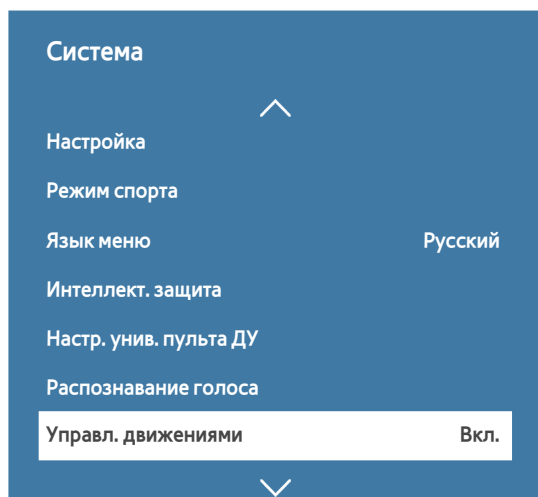 Система
Настройка
Режим спорта
Язык меню Русский
Интеллект. защита
Настр. унив. пульта ДУ
Распознавание голоса
Управл. движениями Вкл.